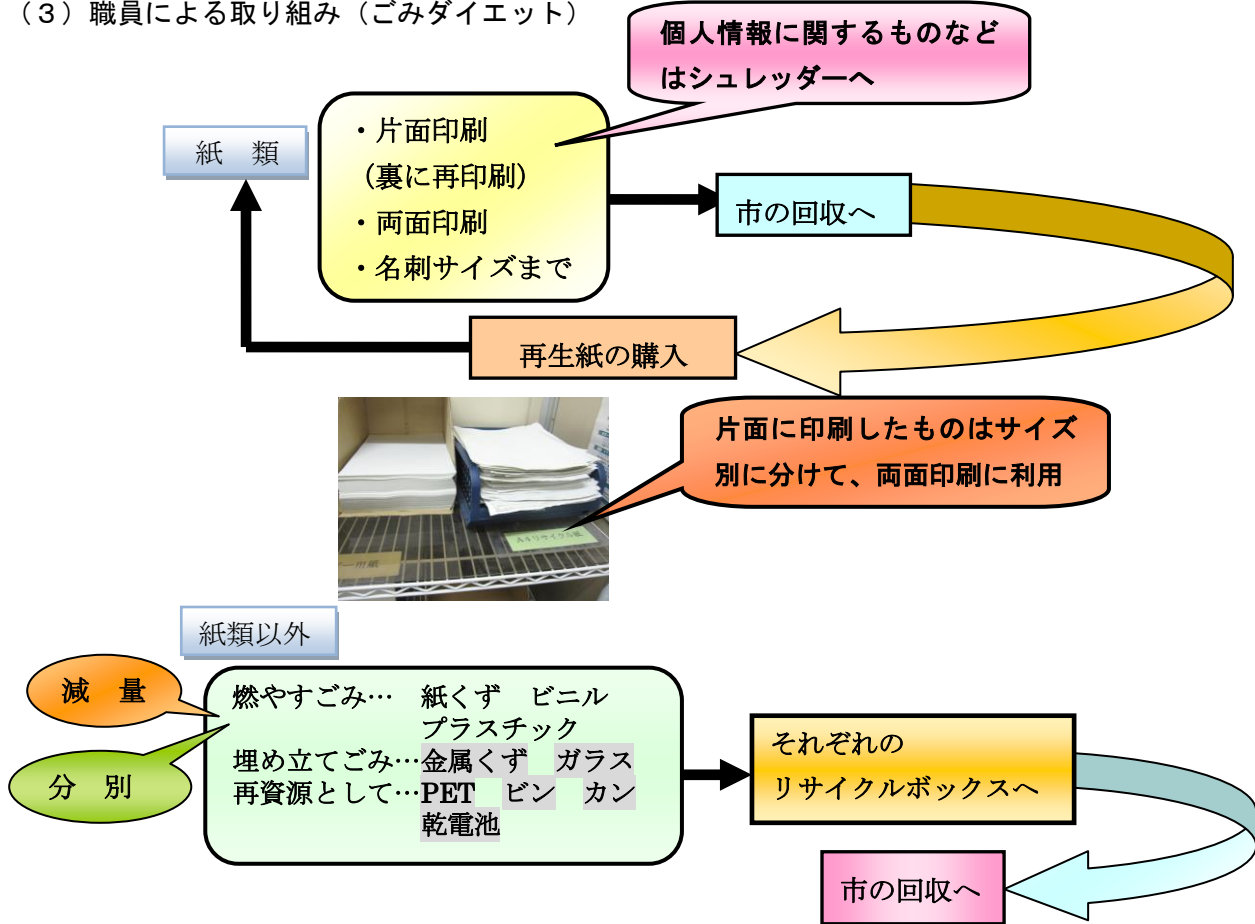 （３）職員による取り組み（ごみダイエット）
個人情報に関するものなど
はシュレッダーへ
紙　類
・片面印刷
（裏に再印刷）
・両面印刷
・名刺サイズまで
市の回収へ
再生紙の購入
片面に印刷したものはサイズ
別に分けて、両面印刷に利用
A4リサイクル紙
紙類以外
減　量
分　別
燃やすごみ…　紙くず　ビニル
プラスチック
埋め立てごみ…金属くず　ガラス
再資源として…PET　ビン　カン
乾電池
それぞれの
リサイクルボックスへ
市の回収へ